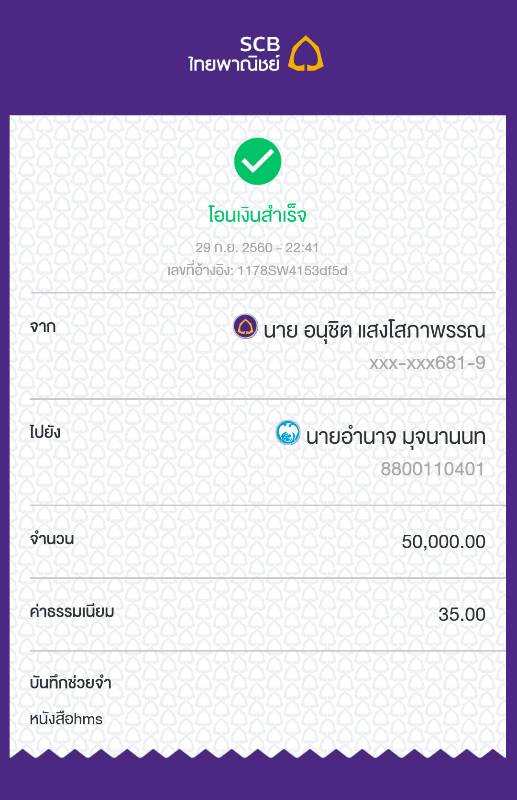 SCB
ไทยพาณิชย์
โอนเงินสำเร็จ
29 ก.ย. 2560 - 22:41
เลขที่อ้างอิง: 1178SW4153df5d
จาก
นาย อนุชิต แสงโสภาพรรณ
xxx-xxx681-9
ไปยัง
นายอำนาจ มุจนานนท
8800110401
จำนวน
50,000.00
ค่าธรรมเนียม
35.00
บันทึกช่วยจำ
หนังสือhms